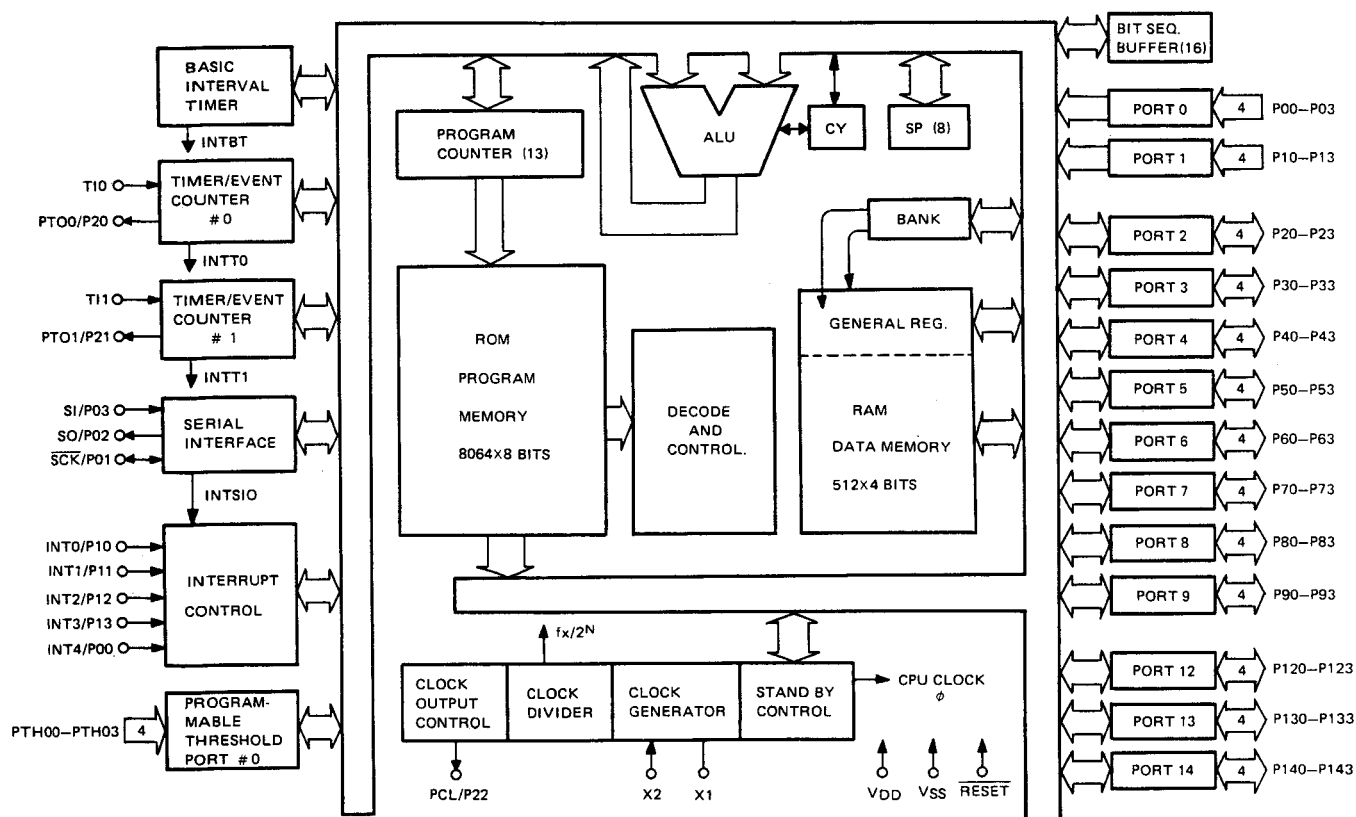 BASIC
INTERVAL
TIMER
INTBT
TI0
PTO0/P20
TIMER/EVENT
COUNTER
#0
INTT0
TI1
PTO1/P21
TIMER/EVENT
COUNTER
# 1
INTT1
SI/P03
SO/P02
SCK/P01
SERIAL
INTERFACE
INTSIO
INT0/P10
INT1/P11
INT2/P12
INT3/P13
INT4/P00
INTERRUPT
CONTROL
PTH00–PTH03
4
PROGRAM-
MABLE
THRESHOLD
PORT #0
PROGRAM
COUNTER (13)
ALU
CY
SP (8)
BANK
ROM
PROGRAM
MEMORY
8064X8 BITS
DECODE
AND
CONTROL.
GENERAL REG.
RAM
DATA MEMORY
512X4 BITS
fx/2N
CLOCK
OUTPUT
CONTROL
CLOCK
DIVIDER
CLOCK
GENERATOR
STAND BY
CONTROL
CPU CLOCK
ϕ
PCL/P22
X2
X1
VDD
VSS
RESET
BIT SEQ.
BUFFER(16)
PORT 0 4 P00–P03
PORT 1 4 P10–P13
PORT 2 4 P20–P23
PORT 3 4 P30–P33
PORT 4 4 P40–P43
PORT 5 4 P50–P53
PORT 6 4 P60–P63
PORT 7 4 P70–P73
PORT 8 4 P80–P83
PORT 9 4 P90–P93
PORT 12 4 P120–P123
PORT 13 4 P130–P133
PORT 14 4 P140–P143